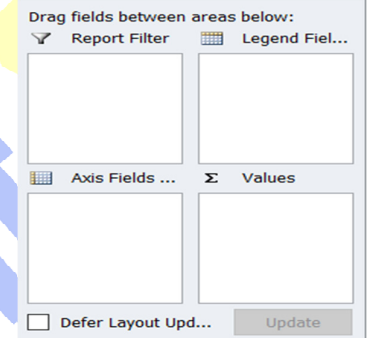 Drag fields between areas below:
Report Filter
Legend Fiel...
Axis Fields ...
Σ Values
Defer Layout Upd...
Update